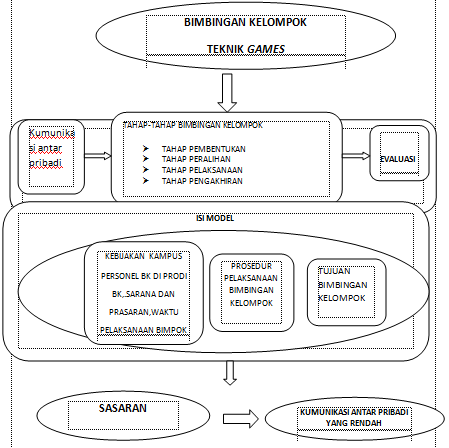 BIMBINGAN KELOMPOK
TEKNIK GAMES
Kumunika
si antar
pribadi
TAHAP-TAHAP BIMBINGAN KELOMPOK
➤ TAHAP PEMBENTUKAN
➤ TAHAP PERALIHAN
➤ TAHAP PELAKSANAAN
➤ TAHAP PENGAKHIRAN
EVALUASI
ISI MODEL
KEBIJAKAN KAMPUS
PERSONEL BK DI PRODI
BK,.SARANA DAN
PRASARAN,WAKTU
PELAKSANAAN BIMPOK
PROSEDUR
PELAKSANAAN
BIMBINGAN
KELOMPOK
TUJUAN
BIMBINGAN
KELOMPOK
SASARAN
KUMUNIKASI ANTAR PRIBADI
YANG RENDAH